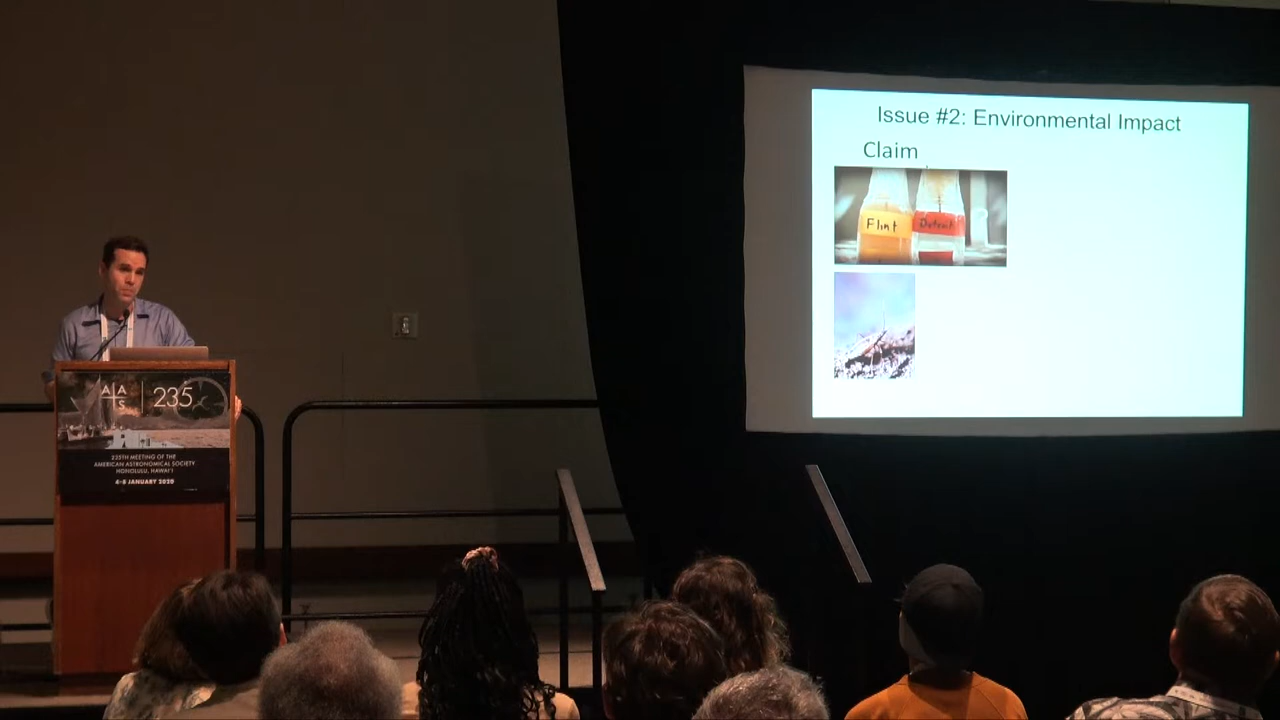 A A
S
235
235TH MEETING OF THE
AMERICAN ASTRONOMICAL SOCIETY
HONOLULU, HAWAI'I
4-8 JANUARY 2020
Issue #2: Environmental Impact
Claim
Flint
Detroit